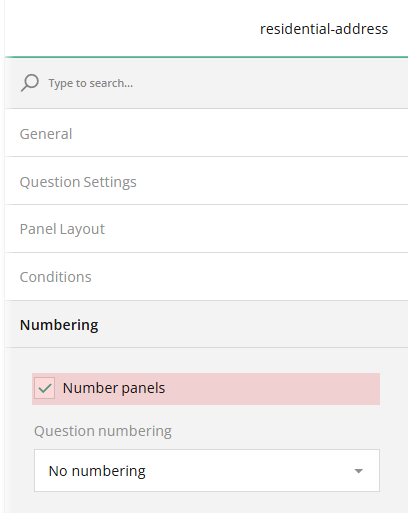 residential-address
Type to search...
General
Question Settings
Panel Layout
Conditions
Numbering
Number panels
Question numbering
No numbering